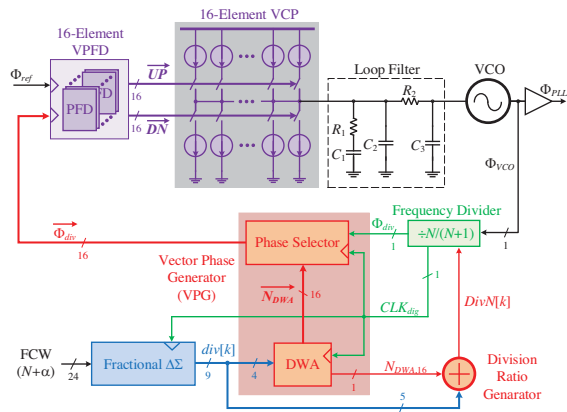 16-Element VPFD
16-Element VCP
Φref
PFD
PFD
16
UP
16
DN
Loop Filter
R1
C1
C2
R2
C3
VCO
ΦPLL
ΦVCO
Φdiv
16
Vector Phase Generator (VPG)
Phase Selector
Φdiv
1
Frequency Divider
÷N/(N+1)
1
1
NDWA
16
CLKdig
DivN[k]
FCW
(N+α)
24
Fractional ΔΣ
div[k]
9
4
DWA
NDWA,16
1
5
+
Division Ratio Genarator